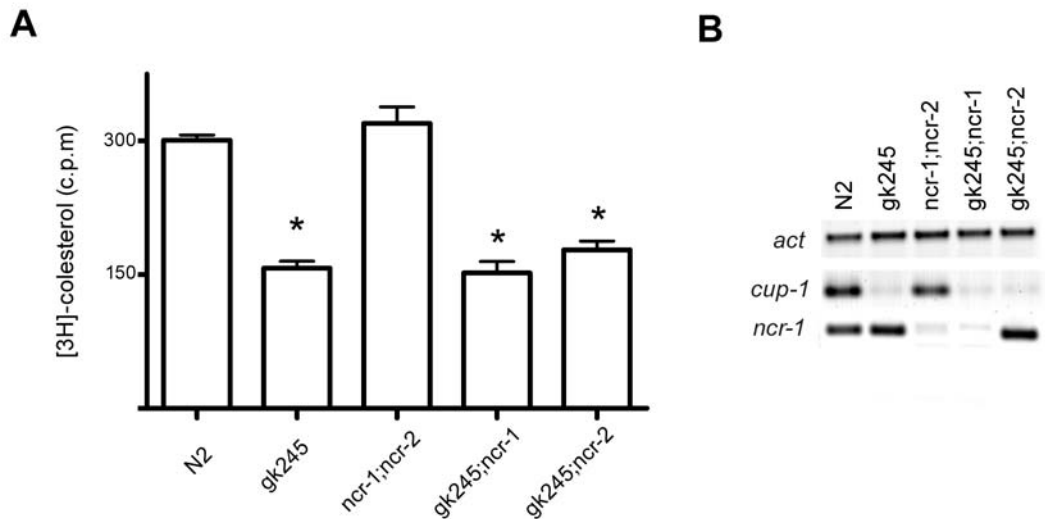 A
[3H]-colesterol (c.p.m)
300
150
* * *
N2 gk245 ncr-1;ncr-2 gk245;ncr-1 gk245;ncr-2
B
N2 gk245 ncr-1;ncr-2 gk245;ncr-1 gk245;ncr-2
act
cup-1
ncr-1